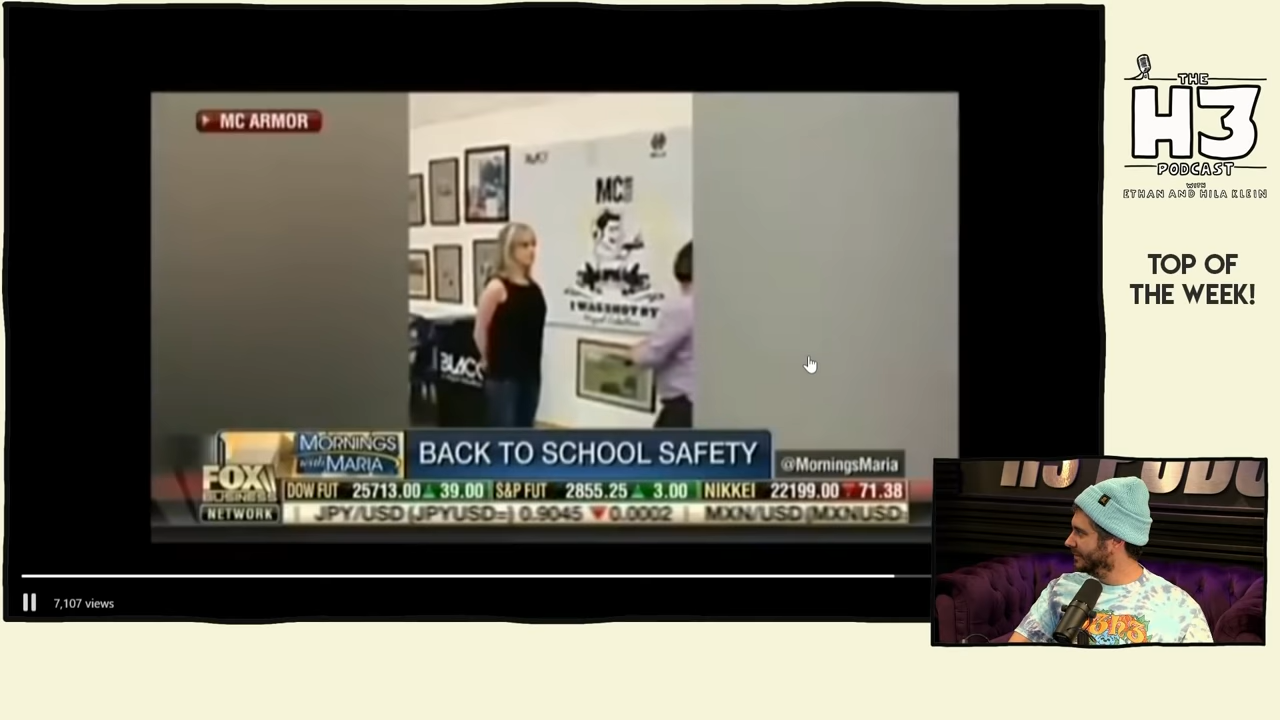 MC ARMOR
MC
I WAS SHOT BY
BLACC
MORNINGS
with MARIA
BACK TO SCHOOL SAFETY
@MorningsMaria
FOX
BUSINESS
NETWORK
DOW FUT 25713.00 ▲ 39.00 S&P FUT 2855.25 ▲ 3.00 NIKKEI 22199.00 ▼ 71.38
JPY/USD (JPYUSD=) 0.9045 ▼ 0.0002 | MXN/USD (MXNUSD
7,107 views
THE
H3
PODCAST
WITH
ETHAN AND HILA KLEIN
TOP OF
THE WEEK!
H3 PODC